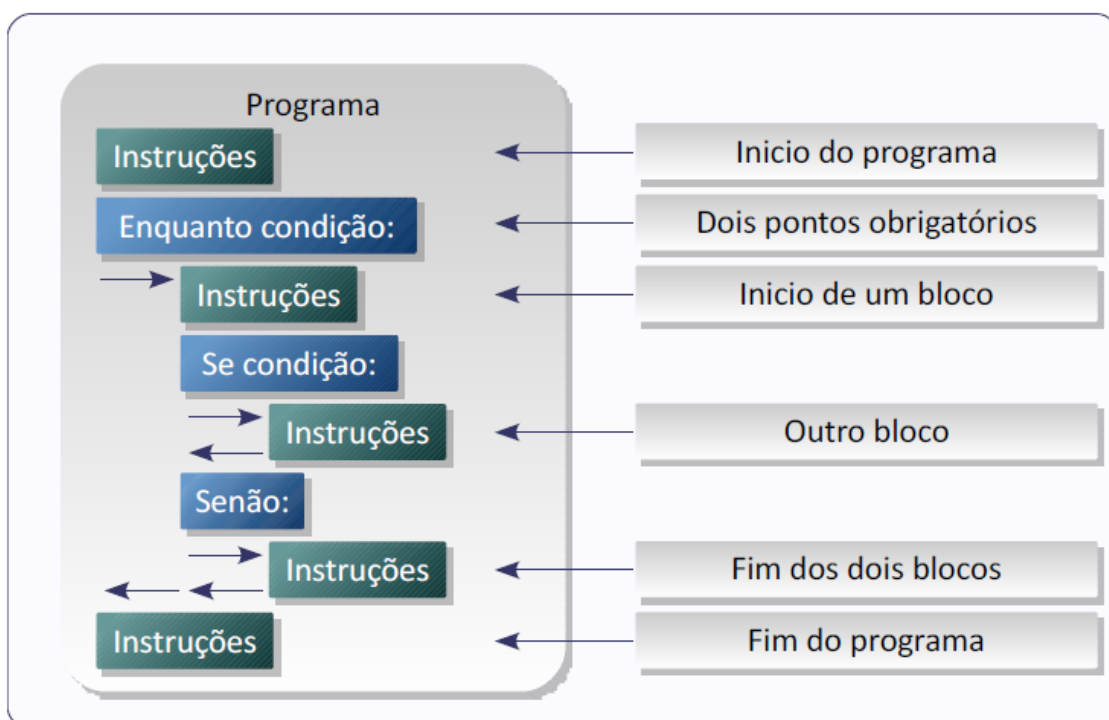 Programa
Instruções
Inicio do programa
Enquanto condição:
Dois pontos obrigatórios
Instruções
Inicio de um bloco
Se condição:
Instruções
Outro bloco
Senão:
Instruções
Fim dos dois blocos
Instruções
Fim do programa